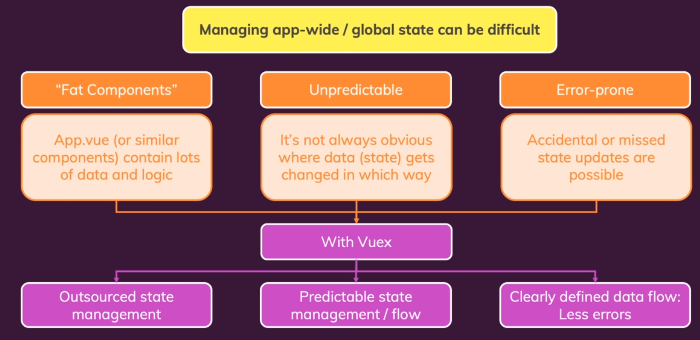 Managing app-wide / global state can be difficult
“Fat Components”
Unpredictable
Error-prone
App.vue (or similar
components) contain lots
of data and logic
It’s not always obvious
where data (state) gets
changed in which way
Accidental or missed
state updates are
possible
With Vuex
Outsourced state
management
Predictable state
management / flow
Clearly defined data flow:
Less errors